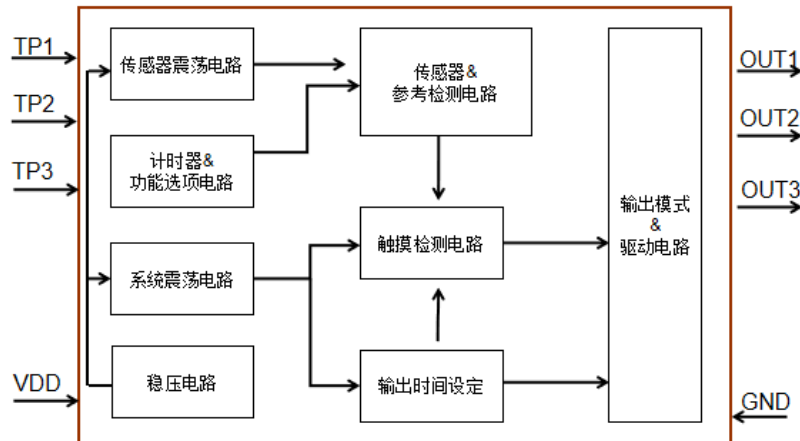 TP1
TP2
TP3
VDD
传感器震荡电路
计时器&
功能选项电路
系统震荡电路
稳压电路
传感器&
参考检测电路
触摸检测电路
输出时间设定
输出模式
&
驱动电路
OUT1
OUT2
OUT3
GND